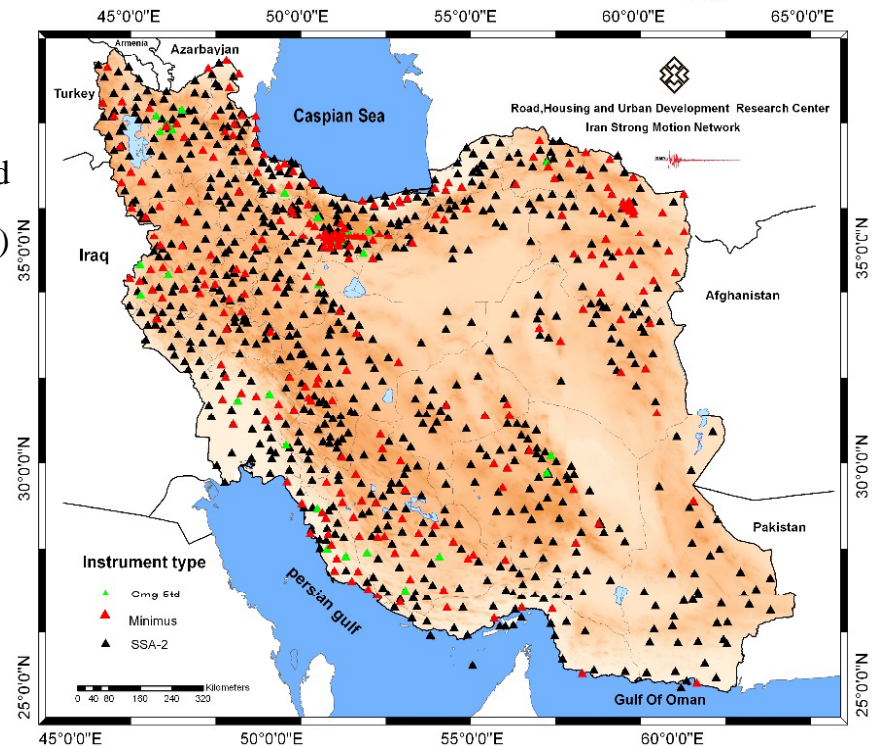 45°0'0"E 50°0'0"E 55°0'0"E 60°0'0"E 65°0'0"E
Armenia
Azarbayjan
Turkey
Caspian Sea
Road,Housing and Urban Development Research Center
Iran Strong Motion Network
d
)
35°0'0"N
Iraq
35°0'0"N
Afghanistan
30°0'0"N
30°0'0"N
Pakistan
Instrument type
Cmg 5td
Minimus
SSA-2
persian gulf
0 40 80 160 240 320 Kilometers
25°0'0"N
25°0'0"N
Gulf Of Oman
45°0'0"E 50°0'0"E 55°0'0"E 60°0'0"E